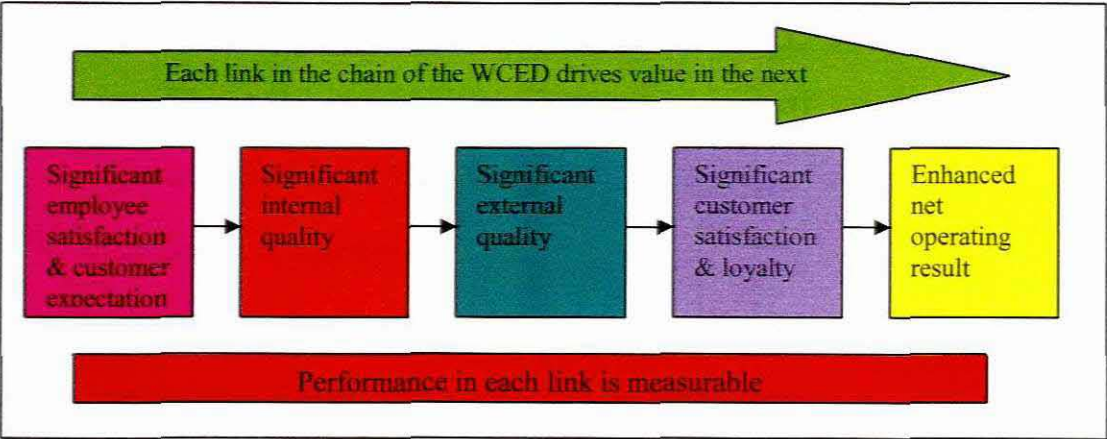 Each link in the chain of the WCED drives value in the next
Significant
employee
satisfaction
& customer
expectation
Significant
internal
quality
Significant
external
quality
Significant
customer
satisfaction
& loyalty
Enhanced
net
operating
result
Performance in each link is measurable